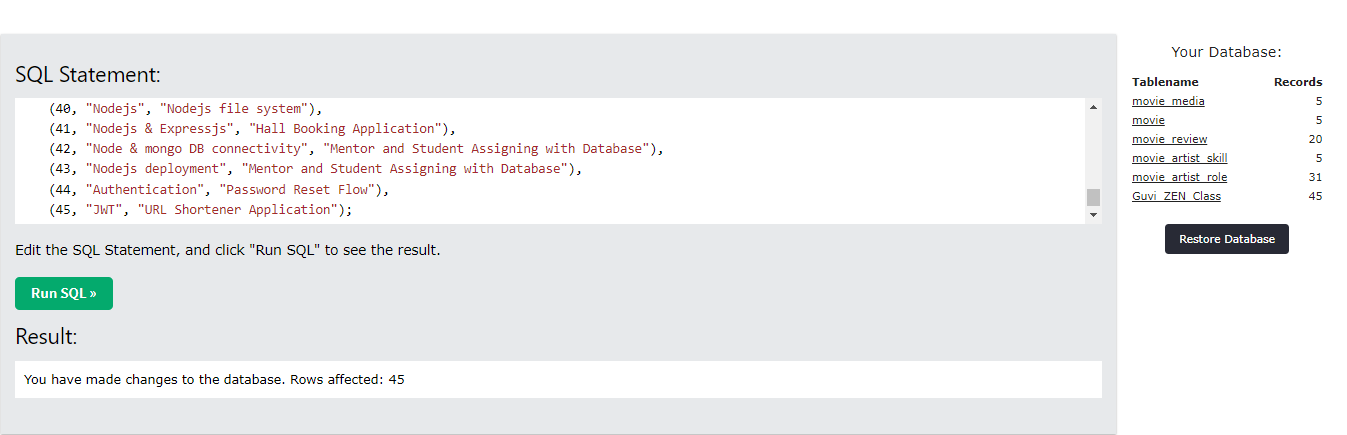 SQL Statement:
(40, "Nodejs", "Nodejs file system"),
(41, "Nodejs & Expressjs", "Hall Booking Application"),
(42, "Node & mongo DB connectivity", "Mentor and Student Assigning with Database"),
(43, "Nodejs deployment", "Mentor and Student Assigning with Database"),
(44, "Authentication", "Password Reset Flow"),
(45, "JWT", "URL Shortener Application");
Edit the SQL Statement, and click "Run SQL" to see the result.
Run SQL »
Result:
You have made changes to the database. Rows affected: 45
Your Database:
Tablename Records
movie_media 5
movie 5
movie_review 20
movie_artist_skill 5
movie_artist_role 31
Guvi_ZEN_Class 45
Restore Database